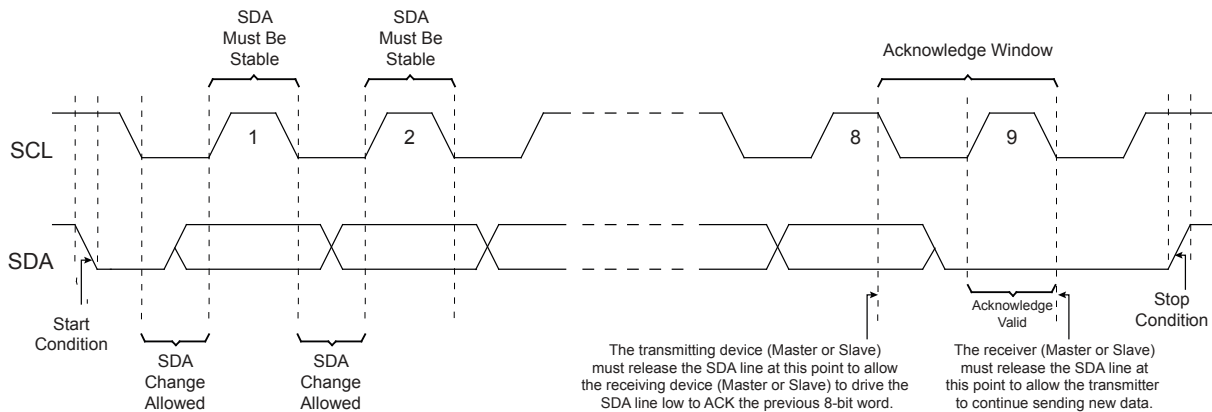 SDA
Must Be
Stable
SDA
Must Be
Stable
Acknowledge Window
SCL
1
2
8
9
SDA
Start
Condition
SDA
Change
Allowed
SDA
Change
Allowed
Acknowledge
Valid
Stop
Condition
The transmitting device (Master or Slave)
must release the SDA line at this point to allow
the receiving device (Master or Slave) to drive the
SDA line low to ACK the previous 8-bit word.
The receiver (Master or Slave)
must release the SDA line at
this point to allow the transmitter
to continue sending new data.